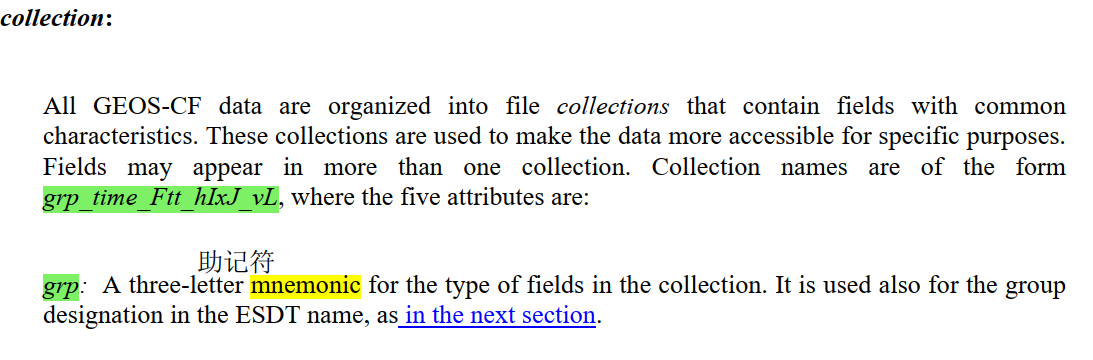 collection:
All GEOS-CF data are organized into file collections that contain fields with common
characteristics. These collections are used to make the data more accessible for specific purposes.
Fields may appear in more than one collection. Collection names are of the form
grp_time_Ftt_hIxJ_vL, where the five attributes are:
助记符
grp: A three-letter mnemonic for the type of fields in the collection. It is used also for the group
designation in the ESDT name, as in the next section.